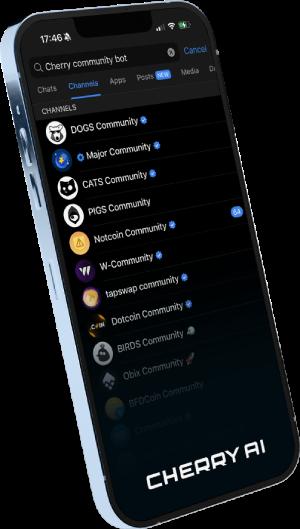 17:46
Cherry community bot
Cancel
Chats Channels Apps Posts NEW Media
CHANNELS
DOGS Community
Major Community
CATS Community
PIGS Community
Notcoin Community
64
W-Community
tapswap community
Dotcoin Community
BIRDS Community
Obix Community 🚀
BFDCoin Community
CHERRY AI